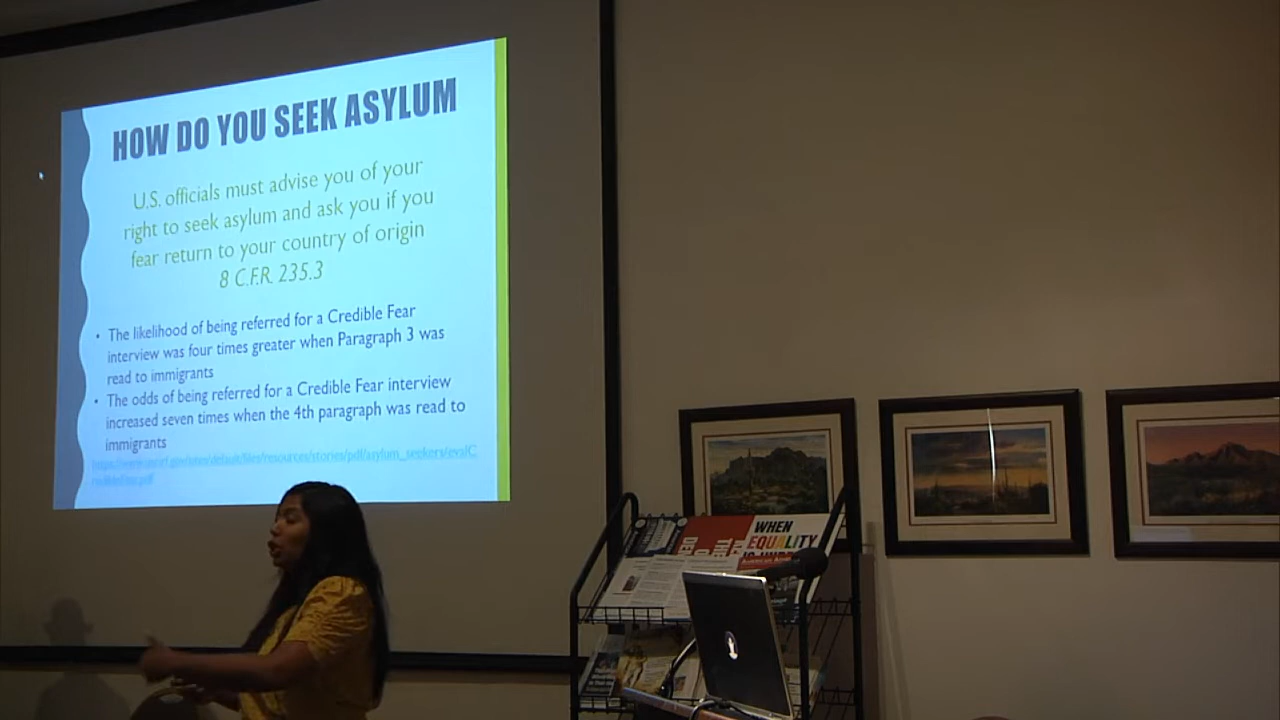 HOW DO YOU SEEK ASYLUM
U.S. officials must advise you of your
right to seek asylum and ask you if you
fear return to your country of origin
8 C.F.R. 235.3
• The likelihood of being referred for a Credible Fear
interview was four times greater when Paragraph 3 was
read to immigrants
• The odds of being referred for a Credible Fear interview
increased seven times when the 4th paragraph was read to
immigrants
WHEN
EQUALITY